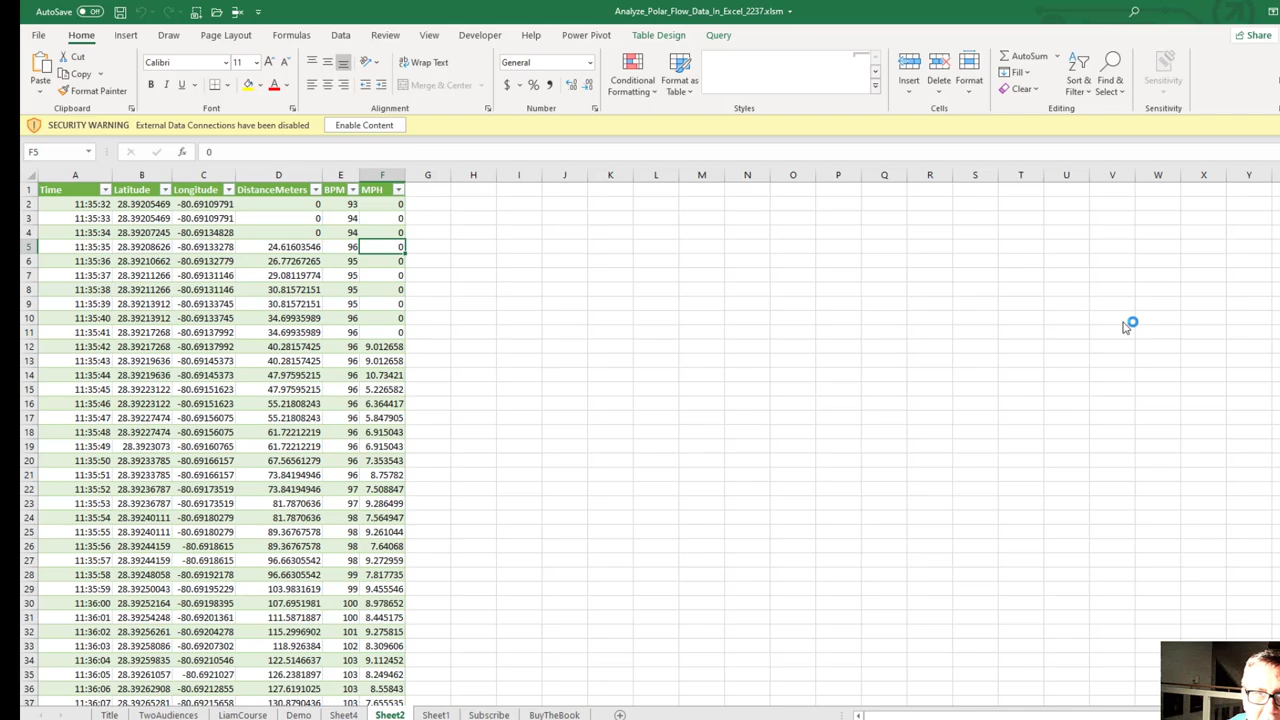 AutoSave Off Analyze_Polar_Flow_Data_In_Excel_2237.xlsm
File Home Insert Draw Page Layout Formulas Data Review View Developer Help Power Pivot Table Design Query Share
Paste Cut Copy Format Painter Calibri 11 Wrap Text Merge & Center General Conditional Formatting Format as Table Insert Delete Format AutoSum Fill Clear Sort & Filter Find & Select Sensitivity
Clipboard Font Alignment Number Styles Cells Editing Sensitivity
SECURITY WARNING External Data Connections have been disabled Enable Content
F5 fx 0
A B C D E F G H I J K L M N O P Q R S T U V W X Y
1 Time Latitude Longitude DistanceMeters BPM MPH
2 11:35:32 28.39205469 -80.69109791 0 93 0
3 11:35:33 28.39205469 -80.69109791 0 94 0
4 11:35:34 28.39207245 -80.69134828 0 94 0
5 11:35:35 28.39208626 -80.69133278 24.61603546 96 0
6 11:35:36 28.39210662 -80.69132779 26.77267265 95 0
7 11:35:37 28.39211266 -80.69131146 29.08119774 95 0
8 11:35:38 28.39211266 -80.69131146 30.81572151 95 0
9 11:35:39 28.39213912 -80.69133745 30.81572151 95 0
10 11:35:40 28.39213912 -80.69133745 34.69935989 96 0
11 11:35:41 28.39217268 -80.69137992 34.69935989 96 0
12 11:35:42 28.39217268 -80.69137992 40.28157425 96 9.012658
13 11:35:43 28.39219636 -80.69145373 40.28157425 96 9.012658
14 11:35:44 28.39219636 -80.69145373 47.97595215 96 10.73421
15 11:35:45 28.39223122 -80.69151623 47.97595215 96 5.226582
16 11:35:46 28.39223122 -80.69151623 55.21808243 96 6.364417
17 11:35:47 28.39227474 -80.69156075 55.21808243 96 5.847905
18 11:35:48 28.39227474 -80.69156075 61.72212219 96 6.915043
19 11:35:49 28.3923073 -80.69160765 61.72212219 96 6.915043
20 11:35:50 28.39233785 -80.69166157 67.56561279 96 7.353543
21 11:35:51 28.39233785 -80.69166157 73.84194946 96 8.75782
22 11:35:52 28.39236787 -80.69173519 73.84194946 97 7.508847
23 11:35:53 28.39236787 -80.69173519 81.7870636 97 9.286499
24 11:35:54 28.39240111 -80.69180279 81.7870636 98 7.564947
25 11:35:55 28.39240111 -80.69180279 89.36767578 98 9.261044
26 11:35:56 28.39244159 -80.6918615 89.36767578 98 7.64068
27 11:35:57 28.39244159 -80.6918615 96.66305542 98 9.272959
28 11:35:58 28.39248058 -80.69192178 96.66305542 99 7.817735
29 11:35:59 28.39250043 -80.69195229 103.9831619 99 9.455546
30 11:36:00 28.39252164 -80.69198395 107.6951981 100 8.978652
31 11:36:01 28.39254248 -80.69201361 111.5871887 100 8.445175
32 11:36:02 28.39256261 -80.69204278 115.2996902 101 9.275815
33 11:36:03 28.39258086 -80.69207302 118.926384 102 8.309606
34 11:36:04 28.39259835 -80.69210546 122.5146637 103 9.112452
35 11:36:05 28.39261057 -80.6921027 126.2381897 103 8.249462
36 11:36:06 28.39262908 -80.69212855 127.6191025 103 8.55843
37 11:36:07 28.39265281 -80.69215658 130.8790436 103 7.655535
Title TwoAudiences LiamCourse Demo Sheet4 Sheet2 Sheet1 Subscribe BuyTheBook